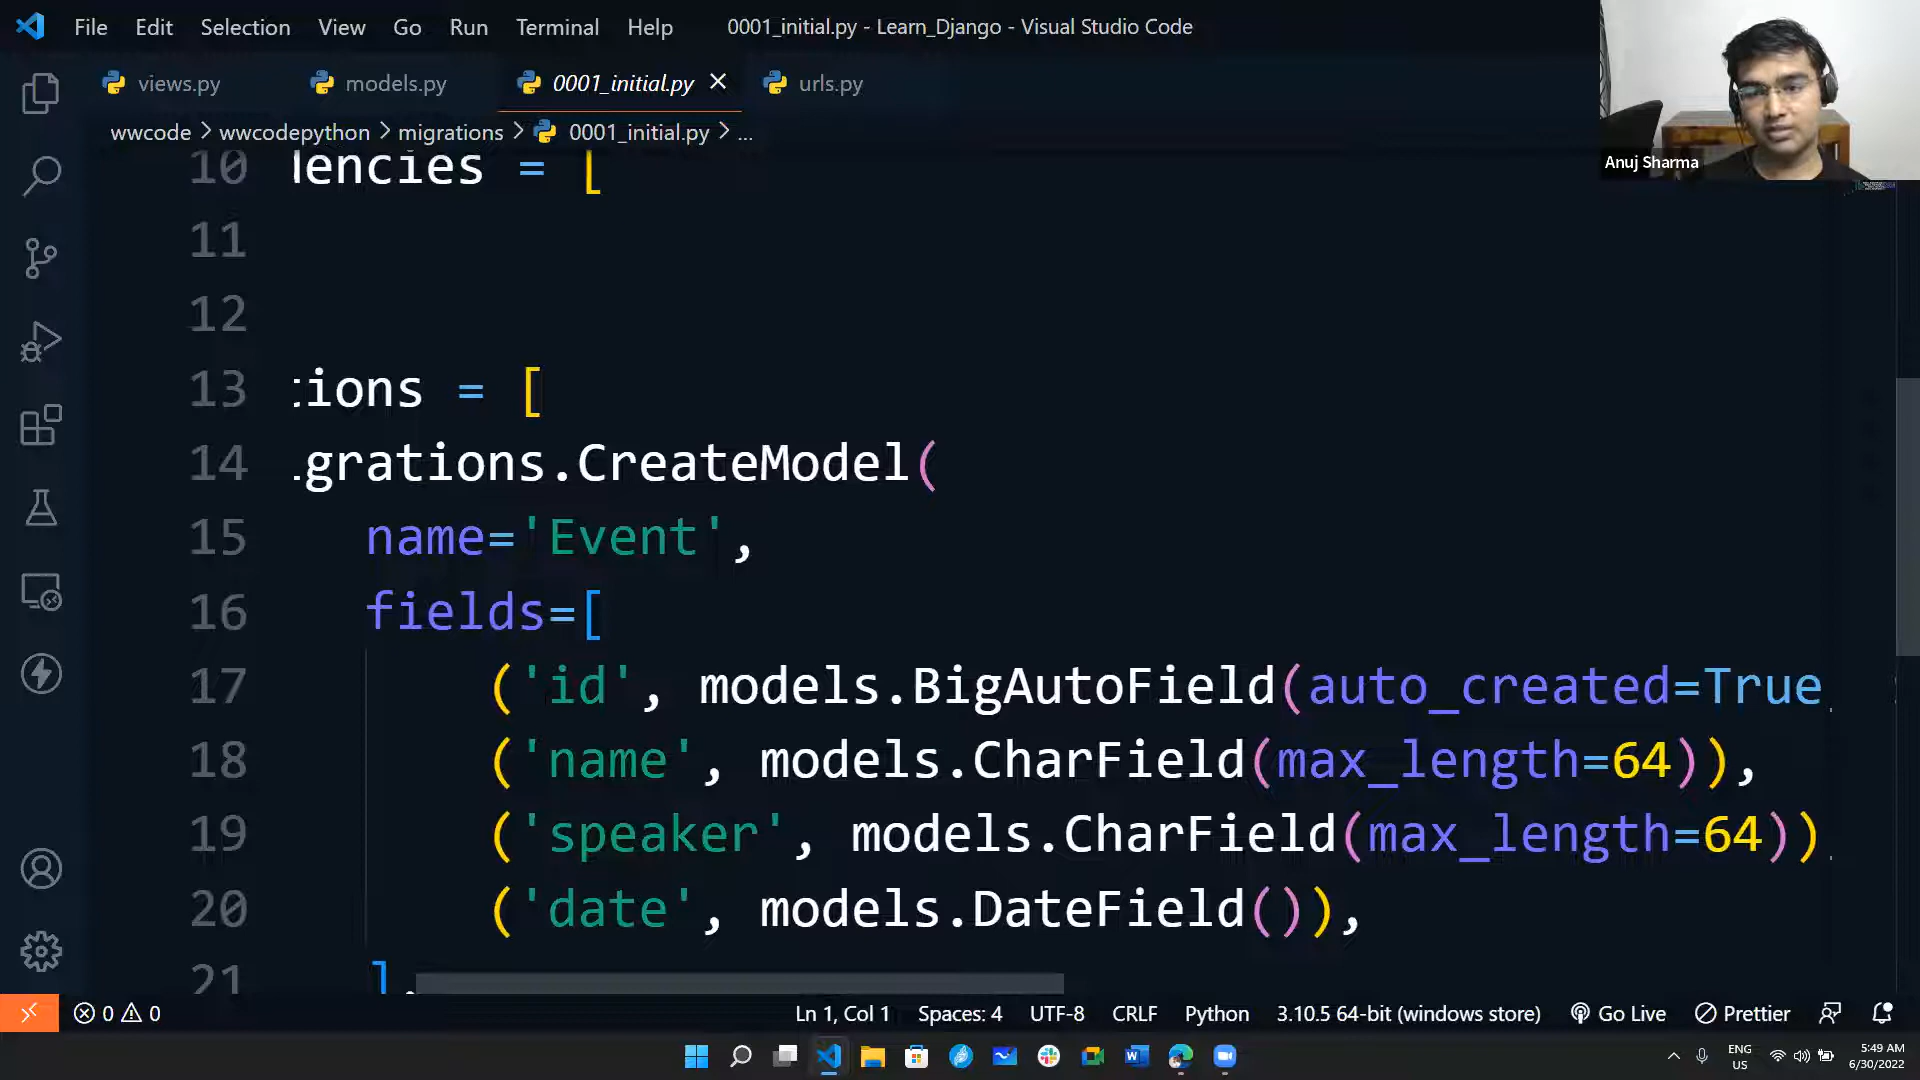 File Edit Selection View Go Run Terminal Help 0001_initial.py - Learn_Django - Visual Studio Code
views.py models.py 0001_initial.py urls.py
wwcode > wwcodepython > migrations > 0001_initial.py > ...
Anuj Sharma
10 lencies = [
11
12
13 tions = [
14 igrations.CreateModel(
15 name='Event',
16 fields=[
17 ('id', models.BigAutoField(auto_created=True,
18 ('name', models.CharField(max_length=64)),
19 ('speaker', models.CharField(max_length=64)),
20 ('date', models.DateField()),
21 ],
0 0 Ln 1, Col 1 Spaces: 4 UTF-8 CRLF Python 3.10.5 64-bit (windows store) Go Live Prettier
ENG US 5:49 AM
6/30/2022